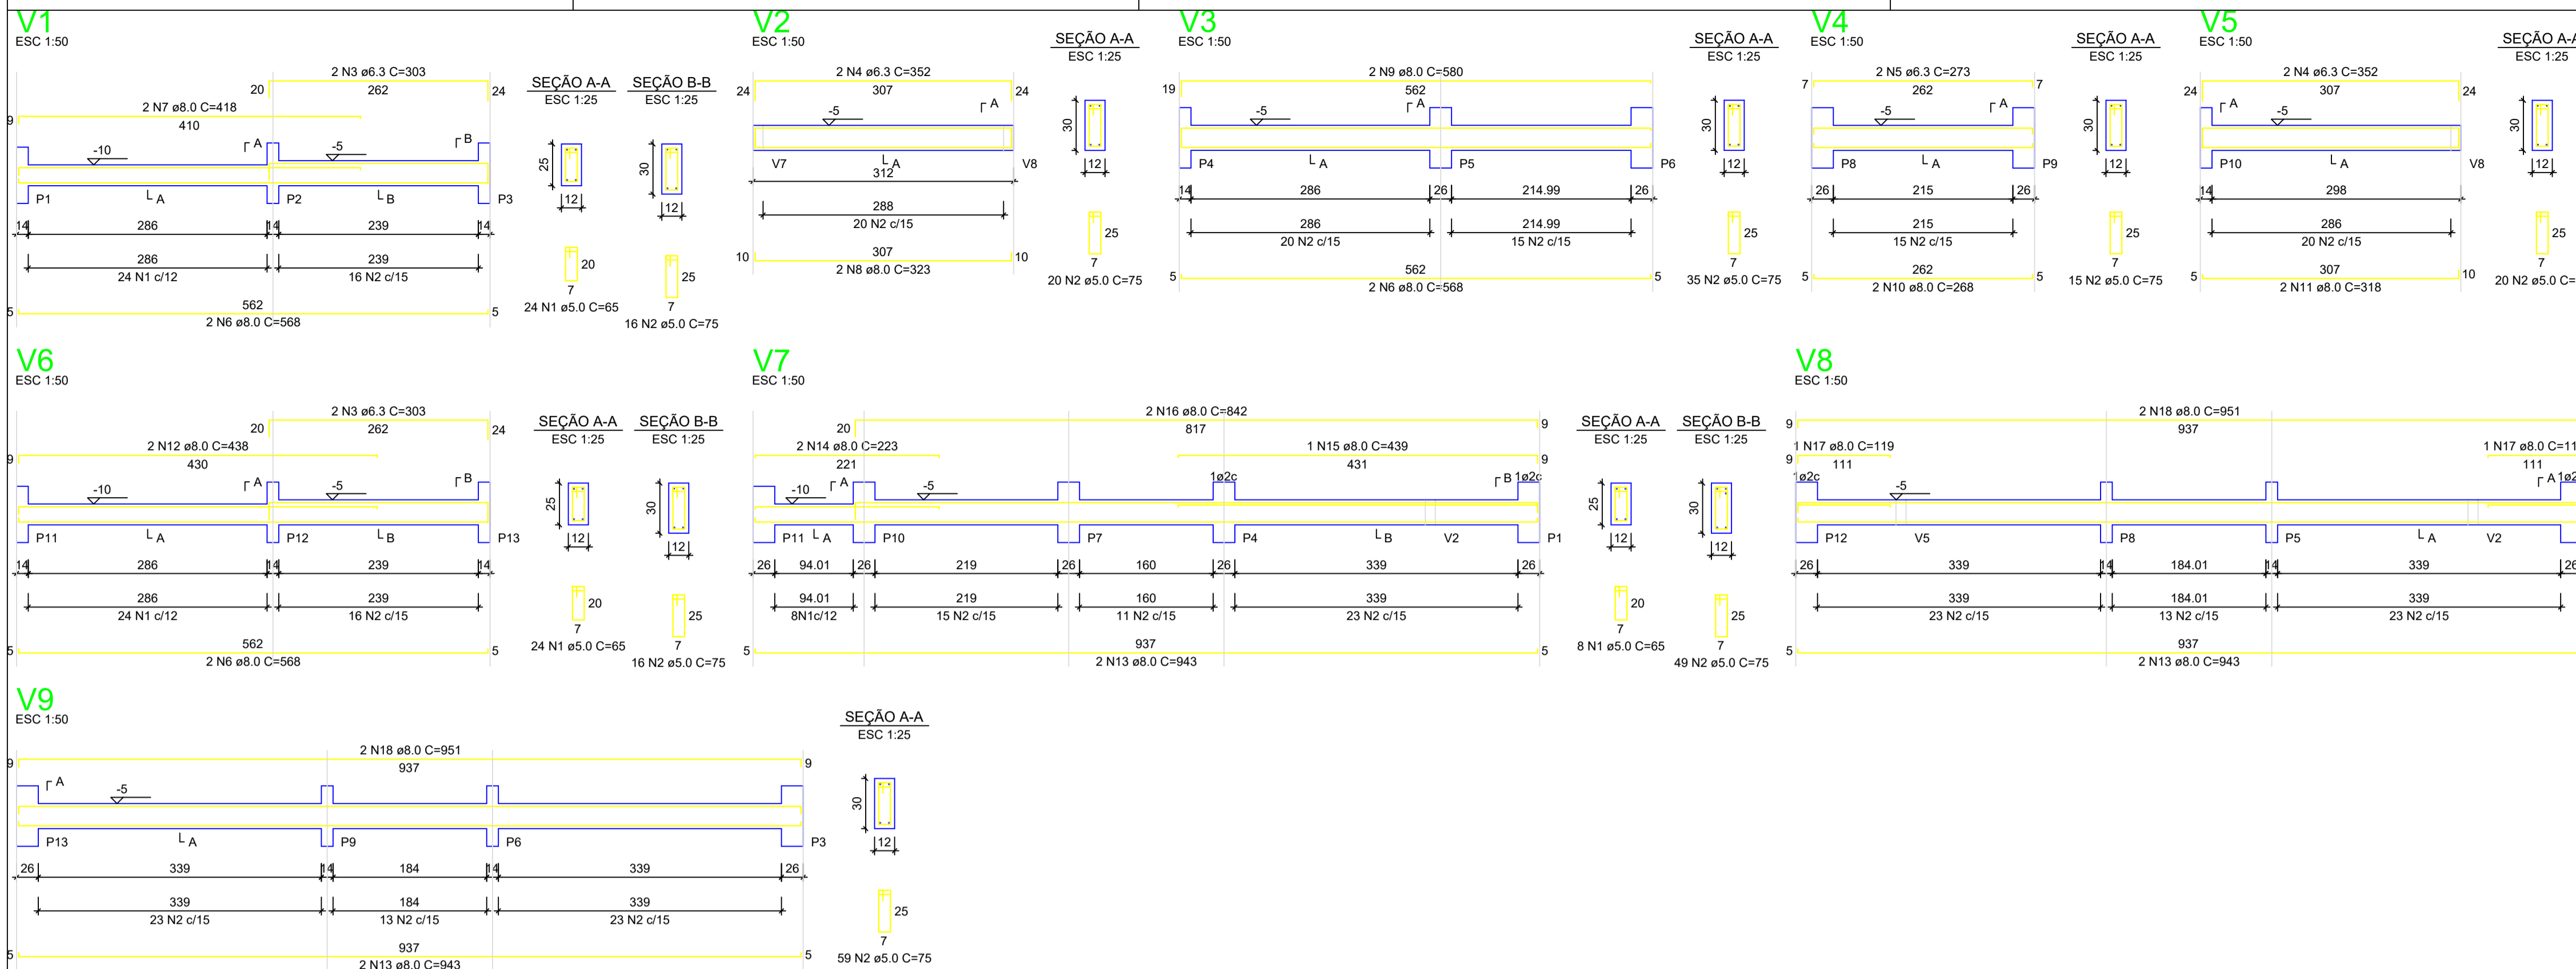 V1
ESC 1:50
2 N3 ø6.3 C=303
20 262 24
2 N7 ø8.0 C=418
9 410
-10 A -5 B
P1 A P2 B P3
14 286 14 239 14
286 239
24 N1 c/12 16 N2 c/15
5 562 5
2 N6 ø8.0 C=568
SEÇÃO A-A
ESC 1:25
25
12
20
7
24 N1 ø5.0 C=65
SEÇÃO B-B
ESC 1:25
30
12
25
7
16 N2 ø5.0 C=75
V2
ESC 1:50
2 N4 ø6.3 C=352
24 307 24
-5 A
V7 A V8
312
288
20 N2 c/15
10 307 10
2 N8 ø8.0 C=323
SEÇÃO A-A
ESC 1:25
30
12
25
7
20 N2 ø5.0 C=75
V3
ESC 1:50
2 N9 ø8.0 C=580
19 562
-5 A
P4 A P5 P6
14 286 26 214.99 26
286 214.99
20 N2 c/15 15 N2 c/15
5 562 5
2 N6 ø8.0 C=568
SEÇÃO A-A
ESC 1:25
30
12
25
7
35 N2 ø5.0 C=75
V4
ESC 1:50
2 N5 ø6.3 C=273
7 262 7
-5 A
P8 A P9
26 215 26
215
15 N2 c/15
5 262 5
2 N10 ø8.0 C=268
SEÇÃO A-A
ESC 1:25
30
12
25
7
15 N2 ø5.0 C=75
V5
ESC 1:50
2 N4 ø6.3 C=352
24 307 24
A -5
P10 A V8
14 298
286
20 N2 c/15
5 307 10
2 N11 ø8.0 C=318
SEÇÃO A-A
ESC 1:25
30
12
25
7
20 N2 ø5.0 C=
V6
ESC 1:50
2 N3 ø6.3 C=303
20 262 24
2 N12 ø8.0 C=438
9 430
-10 A -5 B
P11 A P12 B P13
14 286 14 239 14
286 239
24 N1 c/12 16 N2 c/15
5 562 5
2 N6 ø8.0 C=568
SEÇÃO A-A
ESC 1:25
25
12
20
7
24 N1 ø5.0 C=65
SEÇÃO B-B
ESC 1:25
30
12
25
7
16 N2 ø5.0 C=75
V7
ESC 1:50
2 N16 ø8.0 C=842
20 817 9
2 N14 ø8.0 C=223 1 N15 ø8.0 C=439
221 431 9
-10 A -5 1ø2c B 1ø2c
P11 A P10 P7 P4 B V2 P1
26 94.01 26 219 26 160 26 339 26
94.01 219 160 339
8N1c/12 15 N2 c/15 11 N2 c/15 23 N2 c/15
5 937 5
2 N13 ø8.0 C=943
SEÇÃO A-A
ESC 1:25
25
12
20
7
8 N1 ø5.0 C=65
SEÇÃO B-B
ESC 1:25
30
12
25
7
49 N2 ø5.0 C=75
V8
ESC 1:50
2 N18 ø8.0 C=951
9 937
1 N17 ø8.0 C=119 1 N17 ø8.0 C=11
9 111 111
1ø2c -5 A 1ø2
P12 V5 P8 P5 A V2
26 339 14 184.01 14 339 26
339 184.01 339
23 N2 c/15 13 N2 c/15 23 N2 c/15
5 937
2 N13 ø8.0 C=943
V9
ESC 1:50
2 N18 ø8.0 C=951
9 937 9
A -5
P13 A P9 P6 P3
26 339 14 184 14 339 26
339 184 339
23 N2 c/15 13 N2 c/15 23 N2 c/15
5 937 5
2 N13 ø8.0 C=943
SEÇÃO A-A
ESC 1:25
30
12
25
7
59 N2 ø5.0 C=75